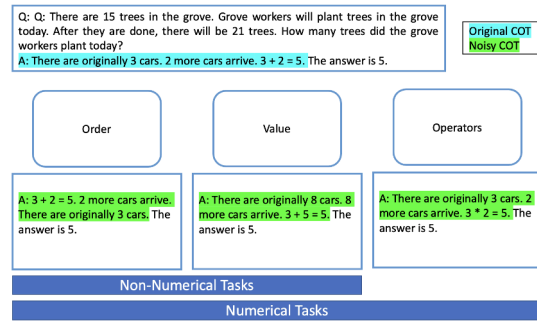 Q: Q: There are 15 trees in the grove. Grove workers will plant trees in the grove
today. After they are done, there will be 21 trees. How many trees did the grove
workers plant today?
A: There are originally 3 cars. 2 more cars arrive. 3 + 2 = 5. The answer is 5.
Original COT
Noisy COT
Order
Value
Operators
A: 3 + 2 = 5. 2 more cars arrive.
There are originally 3 cars. The
answer is 5.
A: There are originally 8 cars. 8
more cars arrive. 3 + 5 = 5. The
answer is 5.
A: There are originally 3 cars. 2
more cars arrive. 3 * 2 = 5. The
answer is 5.
Non-Numerical Tasks
Numerical Tasks